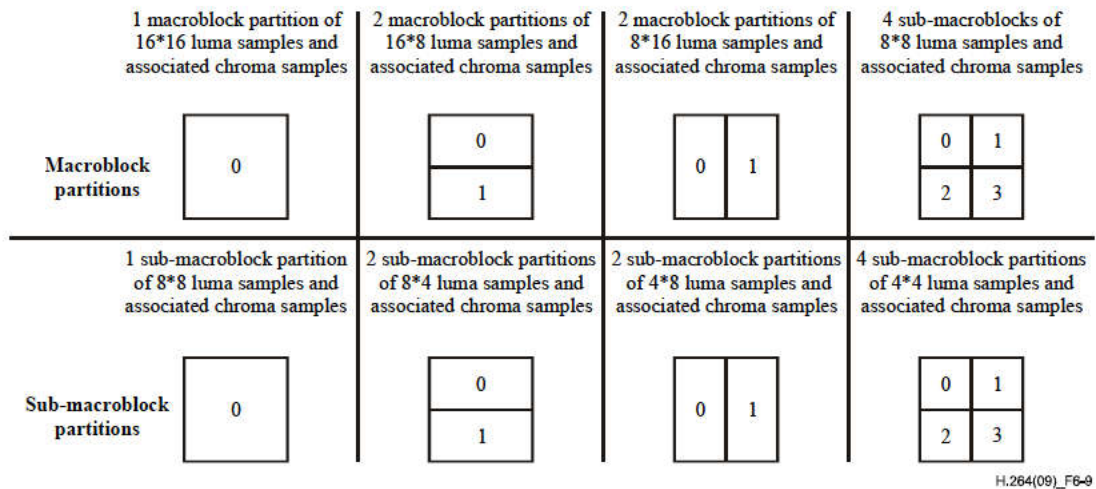 1 macroblock partition of
16*16 luma samples and
associated chroma samples
2 macroblock partitions of
16*8 luma samples and
associated chroma samples
2 macroblock partitions of
8*16 luma samples and
associated chroma samples
4 sub-macroblocks of
8*8 luma samples and
associated chroma samples
Macroblock
partitions
0
0
1
0 1
0 1
2 3
1 sub-macroblock partition
of 8*8 luma samples and
associated chroma samples
2 sub-macroblock partitions
of 8*4 luma samples and
associated chroma samples
2 sub-macroblock partitions
of 4*8 luma samples and
associated chroma samples
4 sub-macroblock partitions
of 4*4 luma samples and
associated chroma samples
Sub-macroblock
partitions
0
0
1
0 1
0 1
2 3
H.264(09)_F6-9